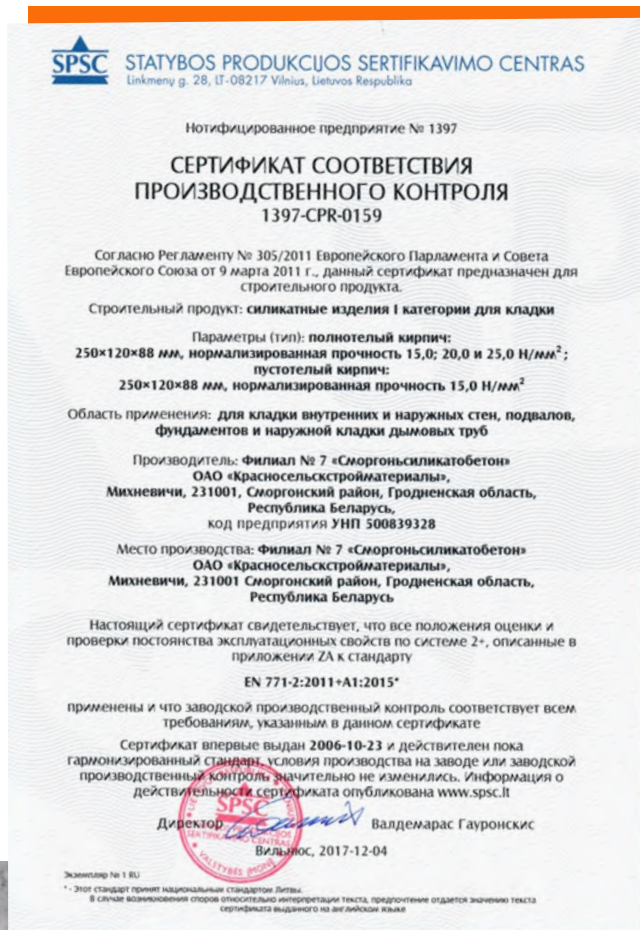 SPSC STATYBOS PRODUKCIJOS SERTIFIKAVIMO CENTRAS
Linkmenų g. 28, LT-08217 Vilnius, Lietuvos Respublika
Нотифицированное предприятие № 1397
СЕРТИФИКАТ СООТВЕТСТВИЯ
ПРОИЗВОДСТВЕННОГО КОНТРОЛЯ
1397-CPR-0159
Согласно Регламенту № 305/2011 Европейского Парламента и Совета
Европейского Союза от 9 марта 2011 г., данный сертификат предназначен для
строительного продукта.
Строительный продукт: силикатные изделия I категории для кладки
Параметры (тип): полнотелый кирпич:
250×120×88 мм, нормализированная прочность 15,0; 20,0 и 25,0 Н/мм²;
пустотелый кирпич:
250×120×88 мм, нормализированная прочность 15,0 Н/мм²
Область применения: для кладки внутренних и наружных стен, подвалов,
фундаментов и наружной кладки дымовых труб
Производитель: Филиал № 7 «Сморгоньсиликатобетон»
ОАО «Красносельскстройматериалы»,
Михневичи, 231001, Сморгонский район, Гродненская область,
Республика Беларусь,
код предприятия УНП 500839328
Место производства: Филиал № 7 «Сморгоньсиликатобетон»
ОАО «Красносельскстройматериалы»,
Михневичи, 231001 Сморгонский район, Гродненская область,
Республика Беларусь
Настоящий сертификат свидетельствует, что все положения оценки и
проверки постоянства эксплуатационных свойств по системе 2+, описанные в
приложении ZA к стандарту
EN 771-2:2011+A1:2015*
применены и что заводской производственный контроль соответствует всем
требованиям, указанным в данном сертификате
Сертификат впервые выдан 2006-10-23 и действителен пока
гармонизированный стандарт, условия производства на заводе или заводской
производственный контроль значительно не изменились. Информация о
действительности сертификата опубликована www.spsc.lt
SPSC
Директор Валдемарас Гауронскис
VALSTYBĖS ĮMONĖ
Вильнюс, 2017-12-04
Экземпляр № 1 RU
* - Этот стандарт принят национальным стандартом Литвы.
В случае возникновения споров относительно интерпретации текста, предпочтение отдается значению текста
сертификата выданного на английском языке